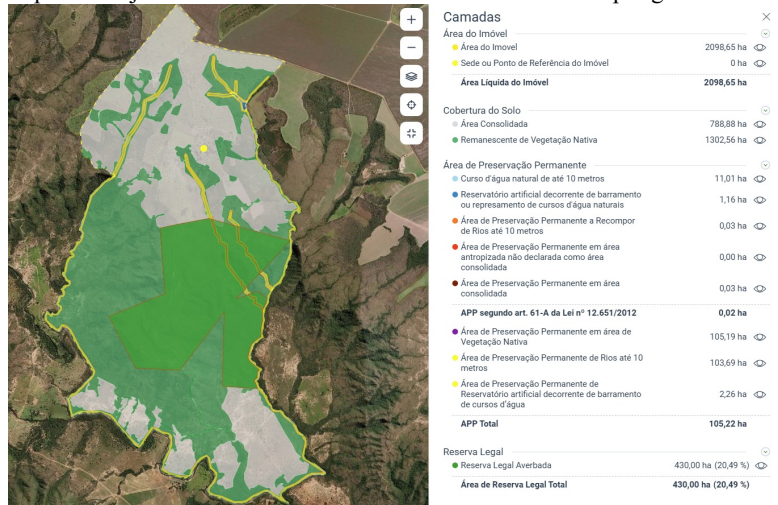 Camadas
Área do Imóvel
Área do Imovel 2098,65 ha
Sede ou Ponto de Referência do Imóvel 0 ha
Área Líquida do Imóvel 2098,65 ha
Cobertura do Solo
Área Consolidada 788,88 ha
Remanescente de Vegetação Nativa 1302,56 ha
Área de Preservação Permanente
Curso d'água natural de até 10 metros 11,01 ha
Reservatório artificial decorrente de barramento
ou represamento de cursos d'água naturais 1,16 ha
Área de Preservação Permanente a Recompor
de Rios até 10 metros 0,03 ha
Área de Preservação Permanente em área
antropizada não declarada como área
consolidada 0,00 ha
Área de Preservação Permanente em área
consolidada 0,03 ha
APP segundo art. 61-A da Lei nº 12.651/2012 0,02 ha
Área de Preservação Permanente em área de
Vegetação Nativa 105,19 ha
Área de Preservação Permanente de Rios até 10
metros 103,69 ha
Área de Preservação Permanente de
Reservatório artificial decorrente de barramento
de cursos d'água 2,26 ha
APP Total 105,22 ha
Reserva Legal
Reserva Legal Averbada 430,00 ha (20,49 %)
Área de Reserva Legal Total 430,00 ha (20,49 %)